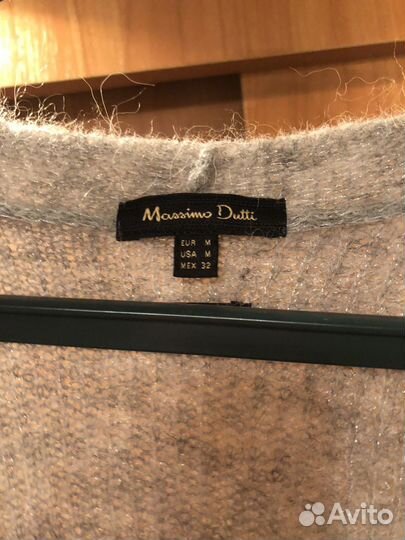 Massimo Dutti
EUR M
USA M
MEX 32
Avito